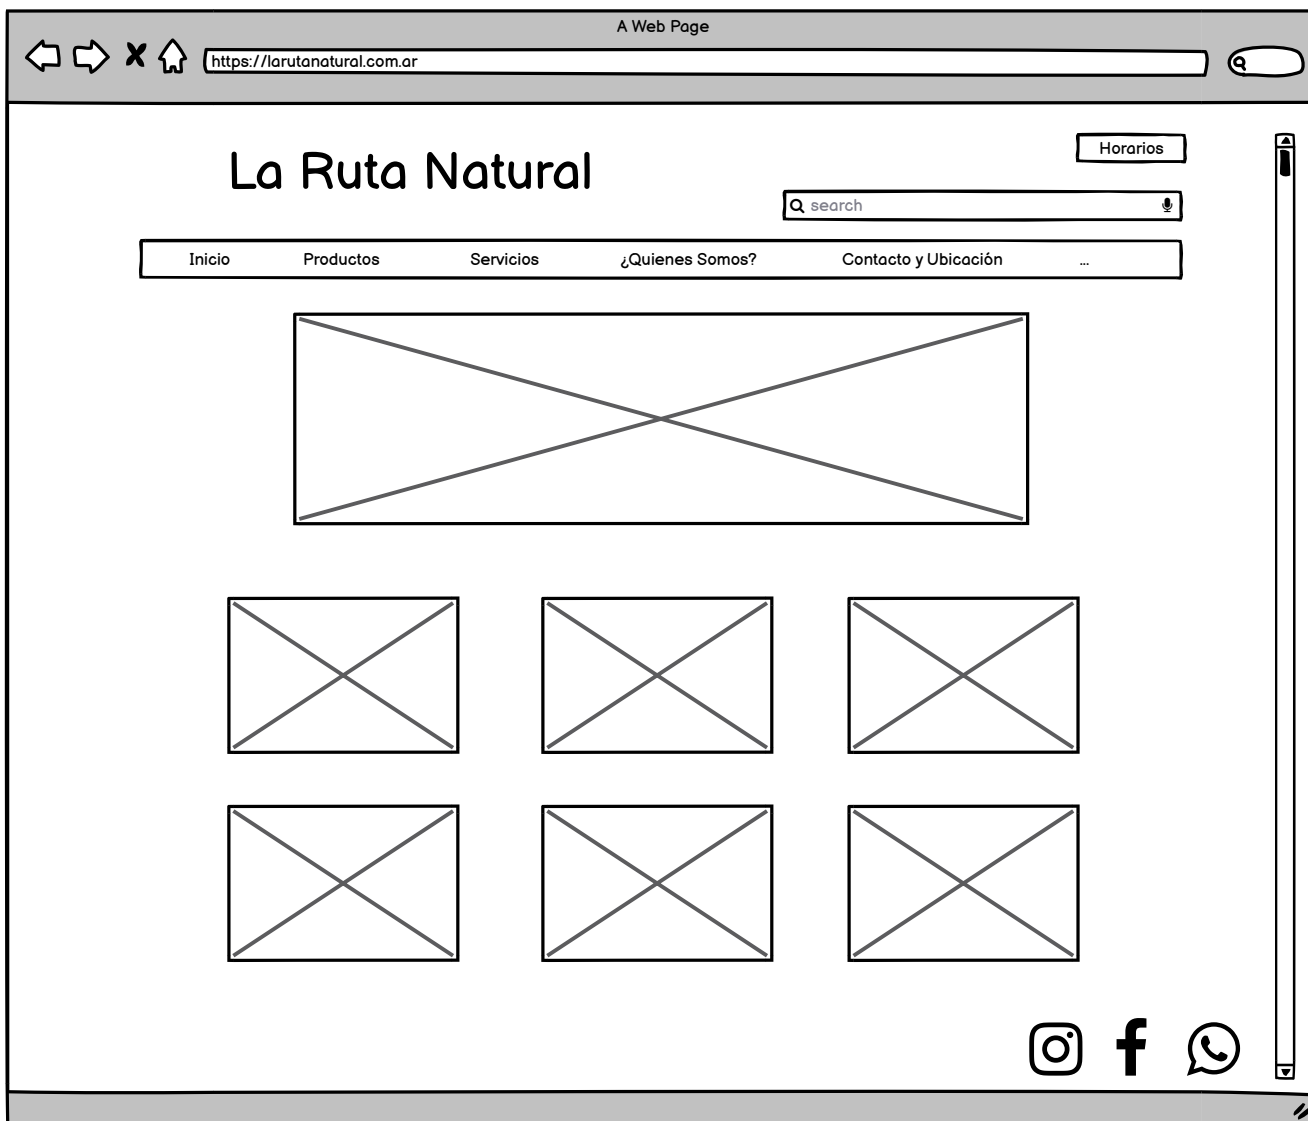 A Web Page
https://larutanatural.com.ar
La Ruta Natural
Horarios
search
Inicio Productos Servicios ¿Quienes Somos? Contacto y Ubicación ...